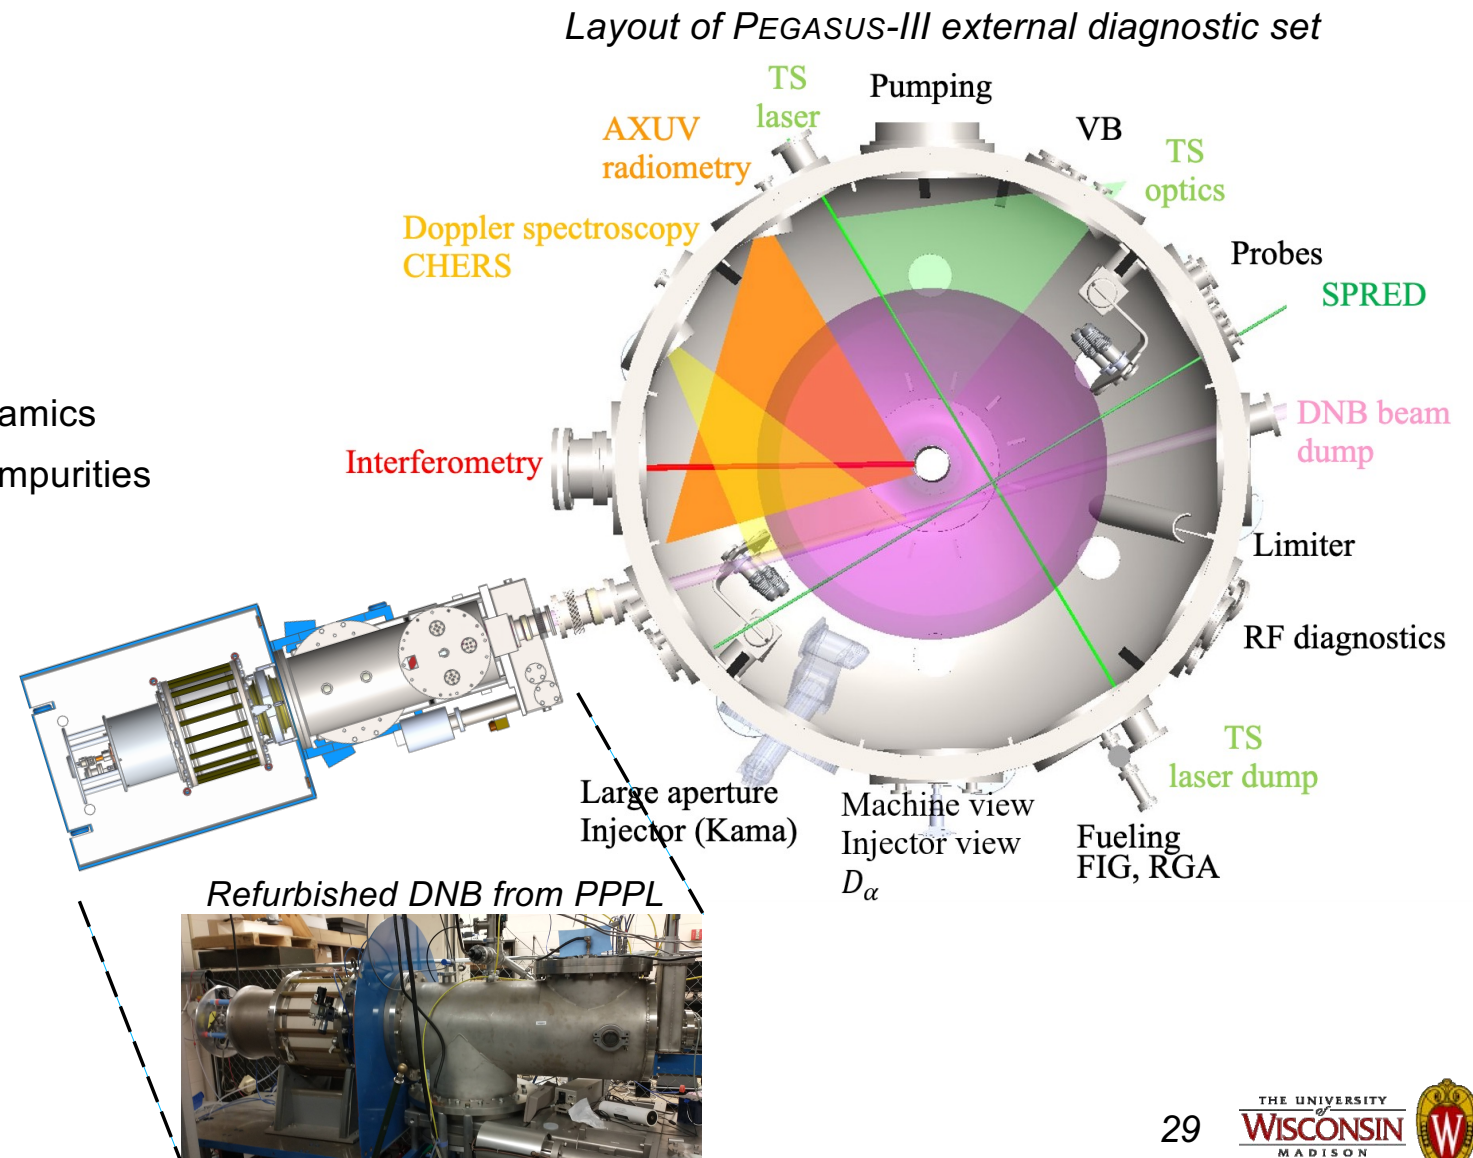 Layout of PEGASUS-III external diagnostic set
TS
laser
Pumping
AXUV
radiometry
VB
TS
optics
Doppler spectroscopy
CHERS
Probes
SPRED
amics
mpurities
Interferometry
DNB beam
dump
Limiter
RF diagnostics
TS
laser dump
Large aperture
Injector (Kama)
Machine view
Injector view
Dα
Fueling
FIG, RGA
Refurbished DNB from PPPL
29
THE UNIVERSITY
of
WISCONSIN
MADISON
W